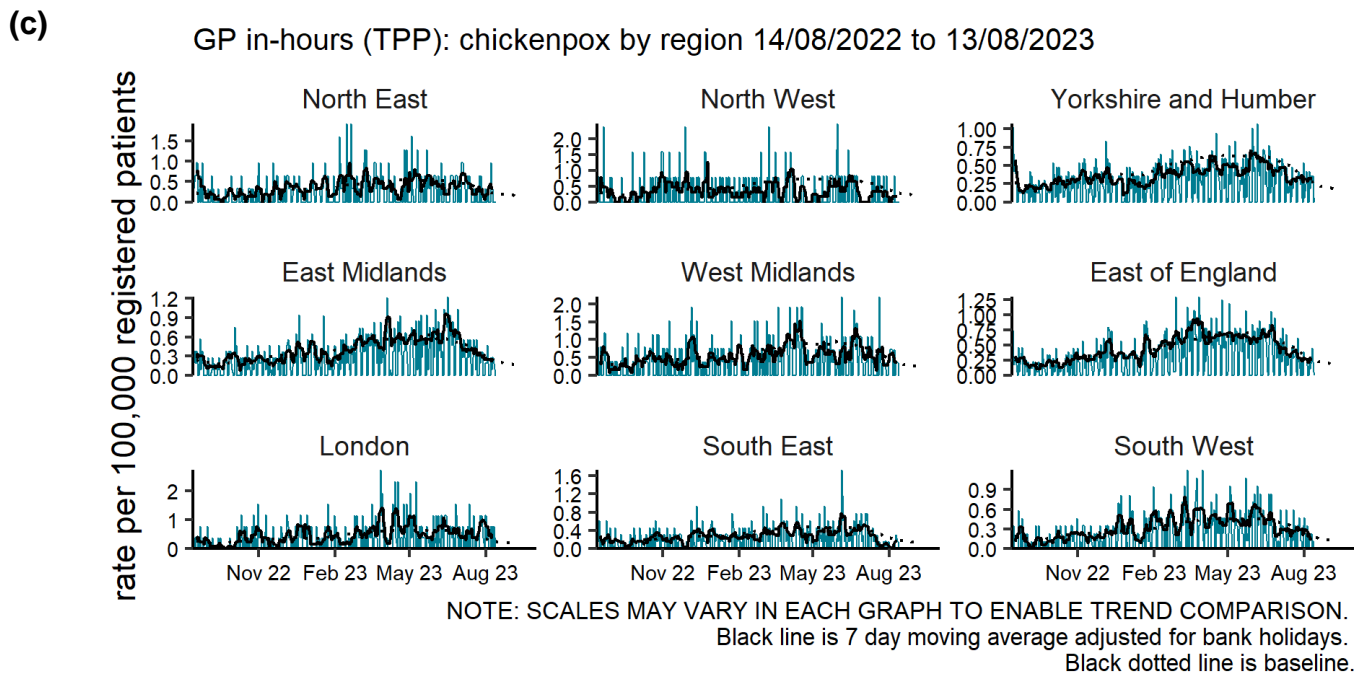 (c)
GP in-hours (TPP): chickenpox by region 14/08/2022 to 13/08/2023
rate per 100,000 registered patients
North East
1.5
1.0
0.5
0.0
North West
2.0
1.5
1.0
0.5
0.0
Yorkshire and Humber
1.00
0.75
0.50
0.25
0.00
East Midlands
1.2
0.9
0.6
0.3
0.0
West Midlands
2.0
1.5
1.0
0.5
0.0
East of England
1.25
1.00
0.75
0.50
0.25
0.00
London
2
1
0
Nov 22 Feb 23 May 23 Aug 23
South East
1.6
1.2
0.8
0.4
0.0
Nov 22 Feb 23 May 23 Aug 23
South West
0.9
0.6
0.3
0.0
Nov 22 Feb 23 May 23 Aug 23
NOTE: SCALES MAY VARY IN EACH GRAPH TO ENABLE TREND COMPARISON.
Black line is 7 day moving average adjusted for bank holidays.
Black dotted line is baseline.